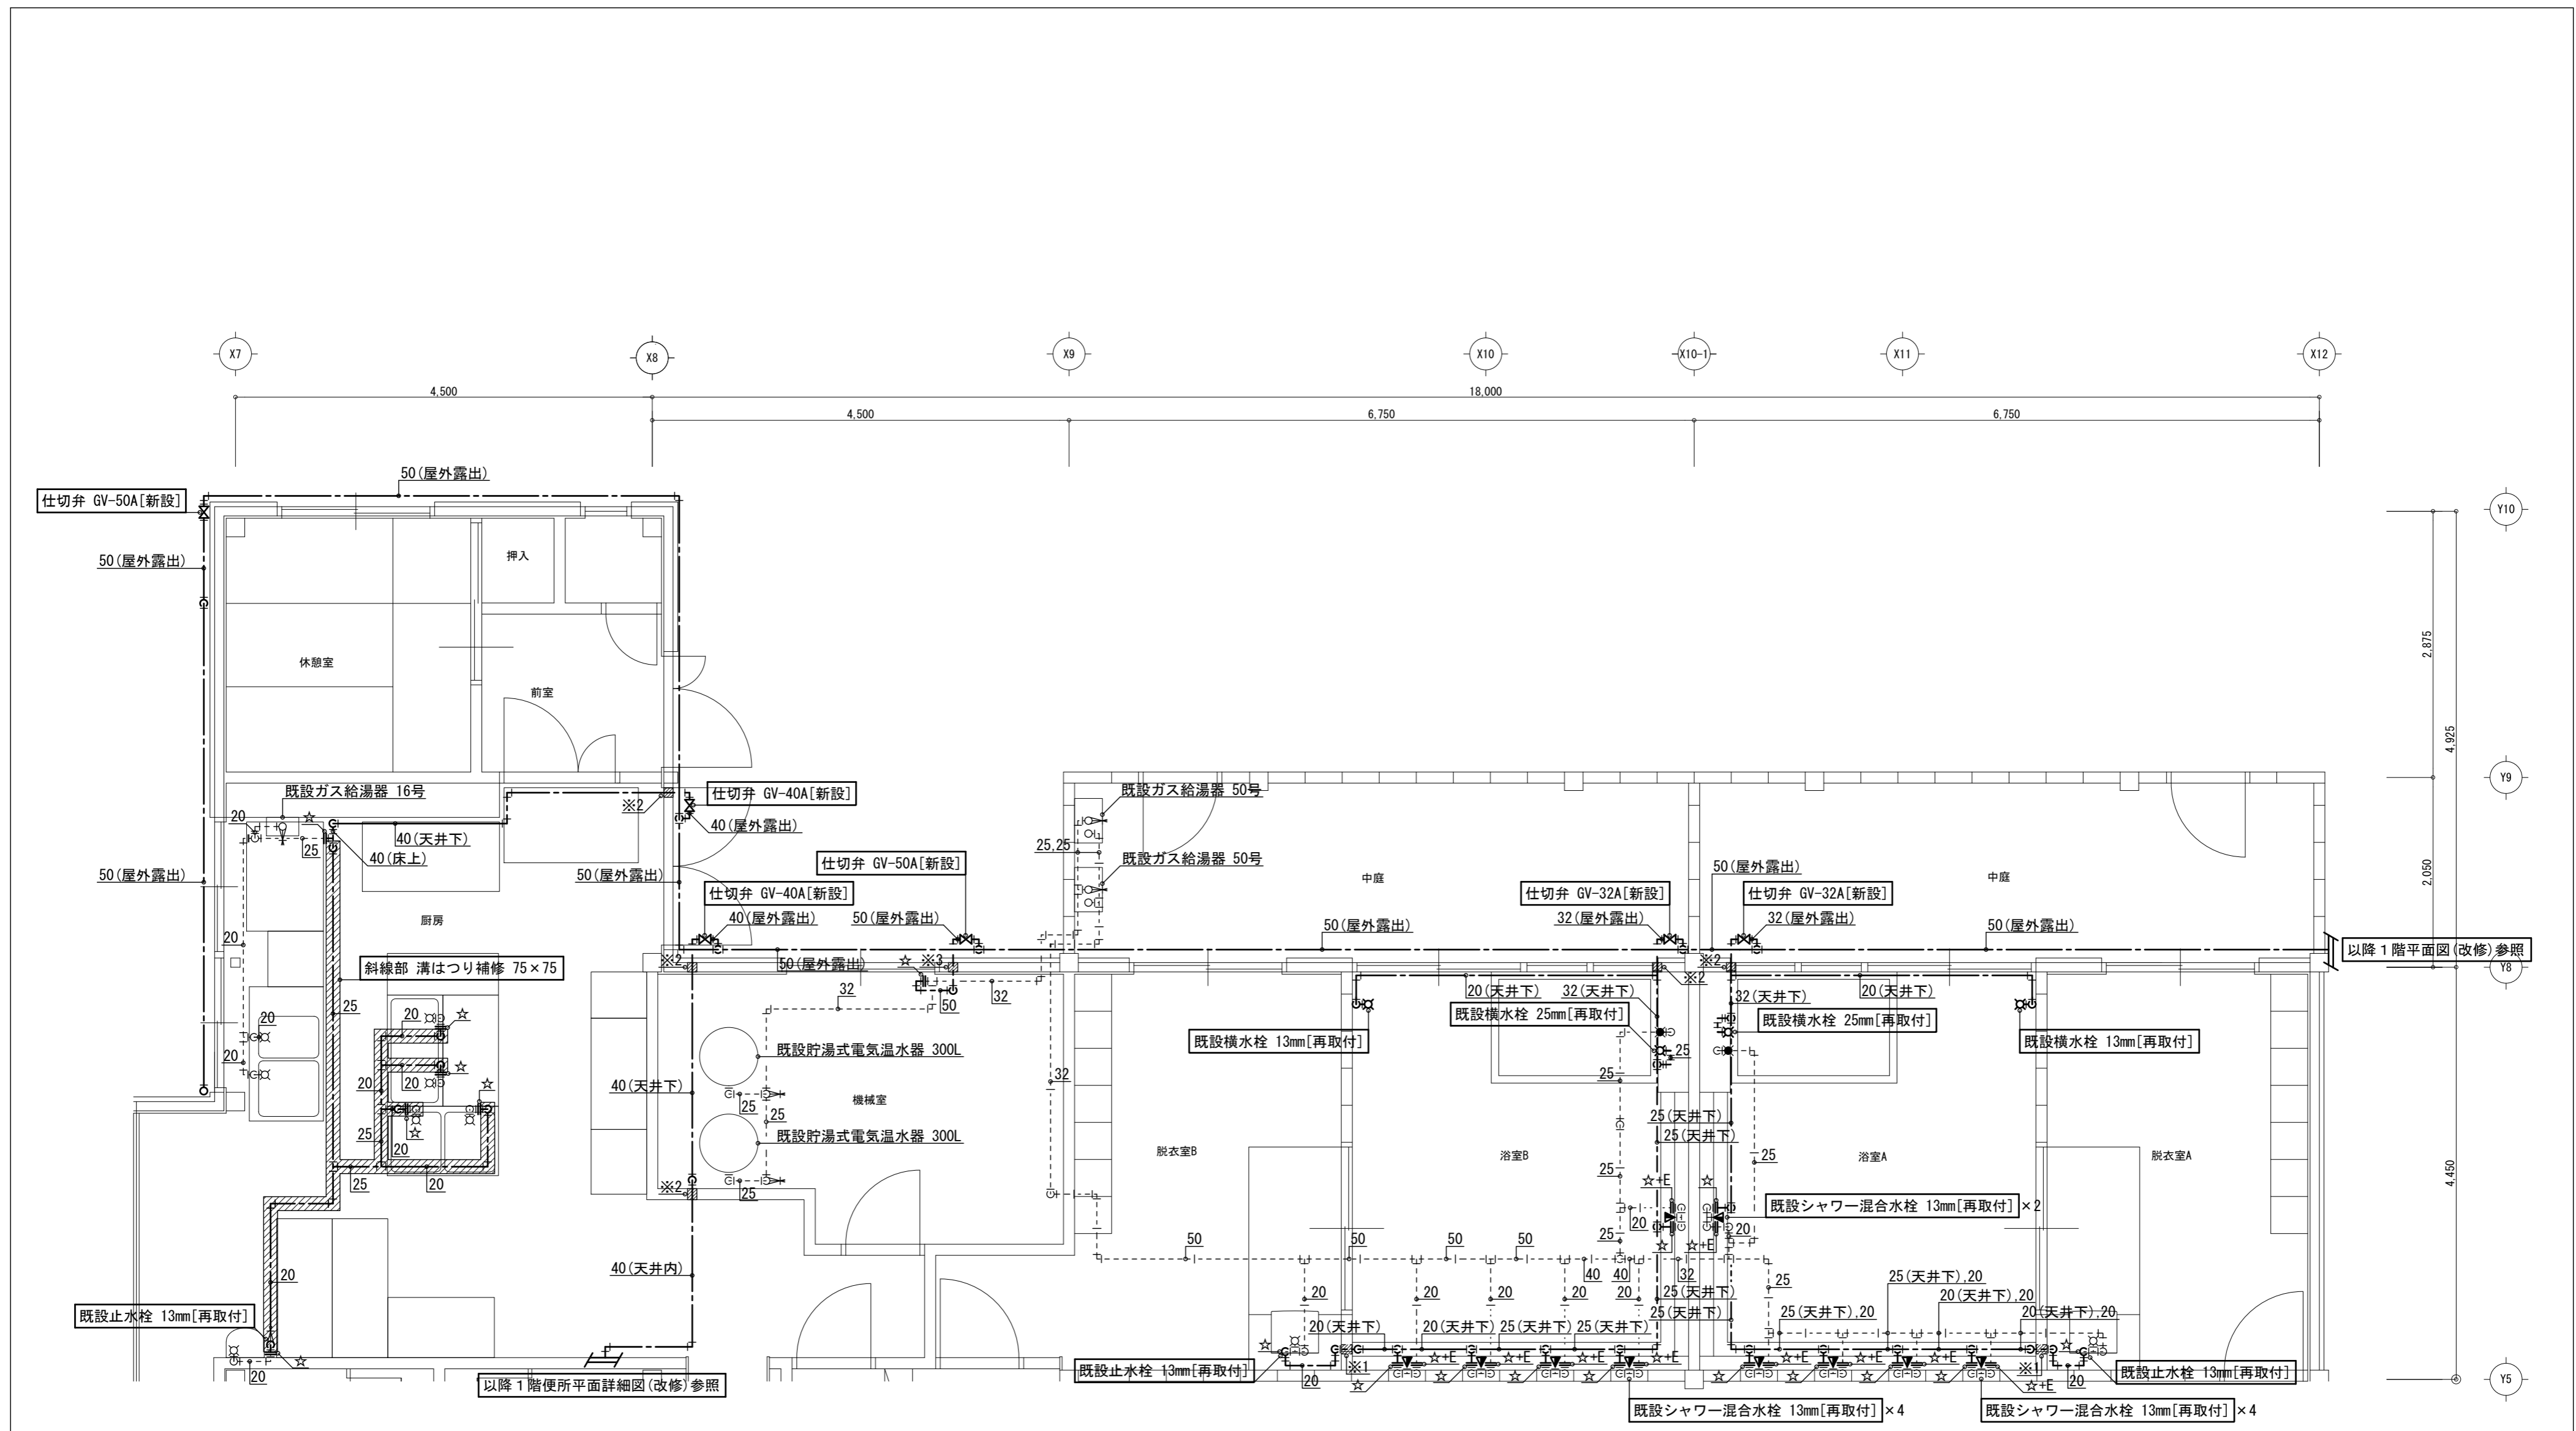 X7
X8
X9
X10
X10-1
X11
X12
4,500
18,000
4,500
6,750
6,750
50(屋外露出)
仕切弁 GV-50A[新設]
Y10
押入
50(屋外露出)
2,875
休憩室
前室
4,925
Y9
既設ガス給湯器 16号
仕切弁 GV-40A[新設]
既設ガス給湯器 50号
※2
20
☆
40(屋外露出)
40(天井下)
25
40(床上)
25,25
既設ガス給湯器 50号
仕切弁 GV-50A[新設]
50(屋外露出)
50(屋外露出)
中庭
中庭
50(屋外露出)
2,050
仕切弁 GV-40A[新設]
仕切弁 GV-32A[新設]
仕切弁 GV-32A[新設]
厨房
40(屋外露出)
50(屋外露出)
32(屋外露出)
32(屋外露出)
50(屋外露出)
50(屋外露出)
20
以降１階平面図(改修)参照
斜線部 溝はつり補修 75×75
※2
50(屋外露出)
☆
※3
※2
※2
Y8
32
50
32
20(天井下)
32(天井下)
32(天井下)
20(天井下)
25
20
☆
既設横水栓 25mm[再取付]
既設横水栓 25mm[再取付]
20
既設横水栓 13mm[再取付]
既設横水栓 13mm[再取付]
既設貯湯式電気温水器 300L
25
20
☆
20
20
☆
40(天井下)
32
25
機械室
25
25
25(天井下)
25(天井下)
既設貯湯式電気温水器 300L
25
☆
20
脱衣室B
浴室B
浴室A
脱衣室A
25
20
25
25
25
※2
☆+E
☆
4,450
既設シャワー混合水栓 13mm[再取付]×2
20
20
25
☆
☆+E
50
50
50
50
40(天井内)
40
40
32
20
25
25(天井下),20
20
20
20
20
20
25(天井下)
20(天井下),20
既設止水栓 13mm[再取付]
25(天井下)
25(天井下),20
20(天井下),20
20(天井下)
20(天井下)
25(天井下)
25(天井下)
☆
☆
☆
20
※1
☆+E
☆+E
☆+E
☆+E
☆+E
☆+E
☆+E
※1
既設止水栓 13mm[再取付]
20
☆
☆
☆
☆
☆
☆
☆
☆
☆+E
20
既設止水栓 13mm[再取付]
Y5
以降１階便所平面詳細図(改修)参照
既設シャワー混合水栓 13mm[再取付]×4
既設シャワー混合水栓 13mm[再取付]×4